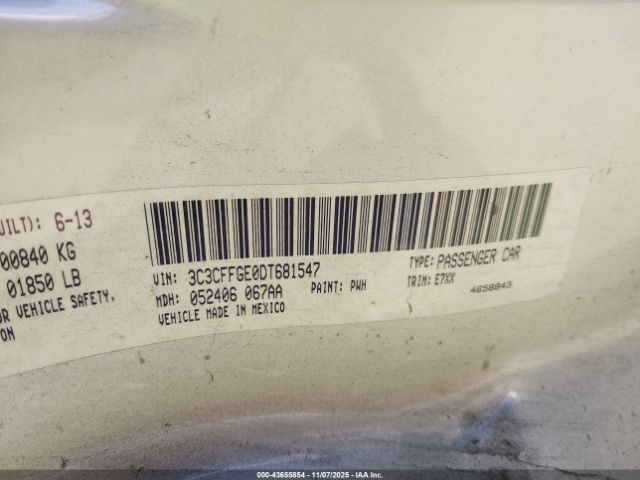 UILT): 6-13
00840 KG
01850 LB
OR VEHICLE SAFETY,
ON
VIN: 3C3CFFGE0DT681547
TYPE: PASSENGER CAR
MDH: 052406 067AA PAINT: PWH TRIM: E7XX
VEHICLE MADE IN MEXICO
4658843
© - 43655854 - 11/07/2025 - IAA Inc.